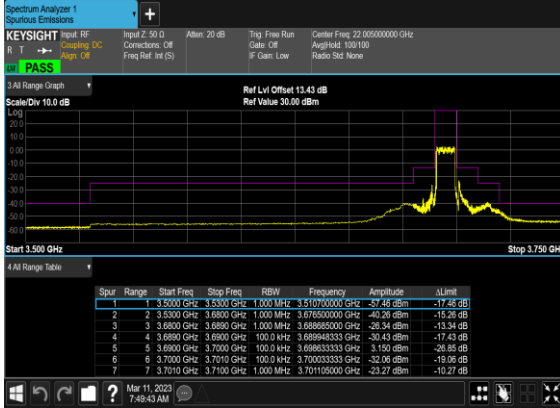 Spectrum Analyzer 1
Spurious Emissions
+
KEYSIGHT Input: RF Input Z: 50 Ω Atten: 20 dB Trig: Free Run Center Freq: 22.005000000 GHz
R T Coupling: DC Corrections: Off Gate: Off Avg|Hold: 100/100
Align: Off Freq Ref: Int (S) IF Gain: Low Radio Std: None
PASS
3.All Range Graph Ref Lvl Offset 13.43 dB
Scale/Div 10.0 dB Ref Value 30.00 dBm
Log
20.0
10.0
0.00
-10.0
-20.0
-30.0
-40.0
-50.0
-60.0
Start 3.500 GHz Stop 3.750 GHz
4.All Range Table
Spur Range Start Freq Stop Freq RBW Frequency Amplitude ΔLimit
1 1 3.5000 GHz 3.5300 GHz 1.000 MHz 3.510700000 GHz -57.46 dBm -17.46 dB
2 2 3.5300 GHz 3.6800 GHz 1.000 MHz 3.676500000 GHz -40.26 dBm -15.26 dB
3 3 3.6800 GHz 3.6890 GHz 1.000 MHz 3.688685000 GHz -26.34 dBm -13.34 dB
4 4 3.6890 GHz 3.6900 GHz 100.0 kHz 3.689948333 GHz -30.43 dBm -17.43 dB
5 5 3.6900 GHz 3.7000 GHz 100.0 kHz 3.698633333 GHz 3.150 dBm -26.85 dB
6 6 3.7000 GHz 3.7010 GHz 100.0 kHz 3.700033333 GHz -32.06 dBm -19.06 dB
7 7 3.7010 GHz 3.7100 GHz 1.000 MHz 3.701105000 GHz -23.27 dBm -10.27 dB
?
Mar 11, 2023
7:49:43 AM